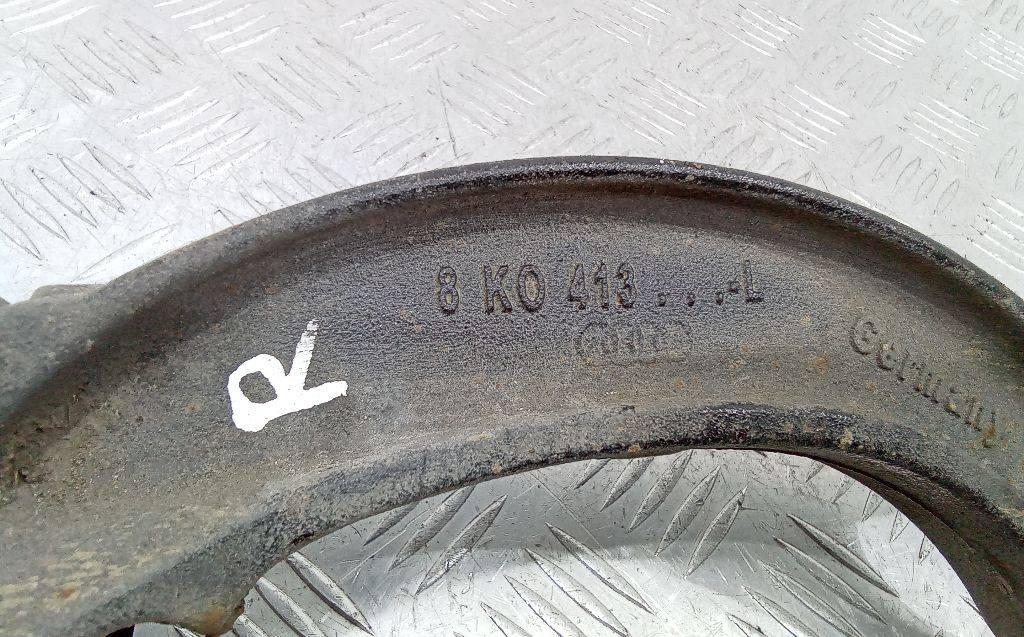 8 K0 413 . . .-L
Germany
R